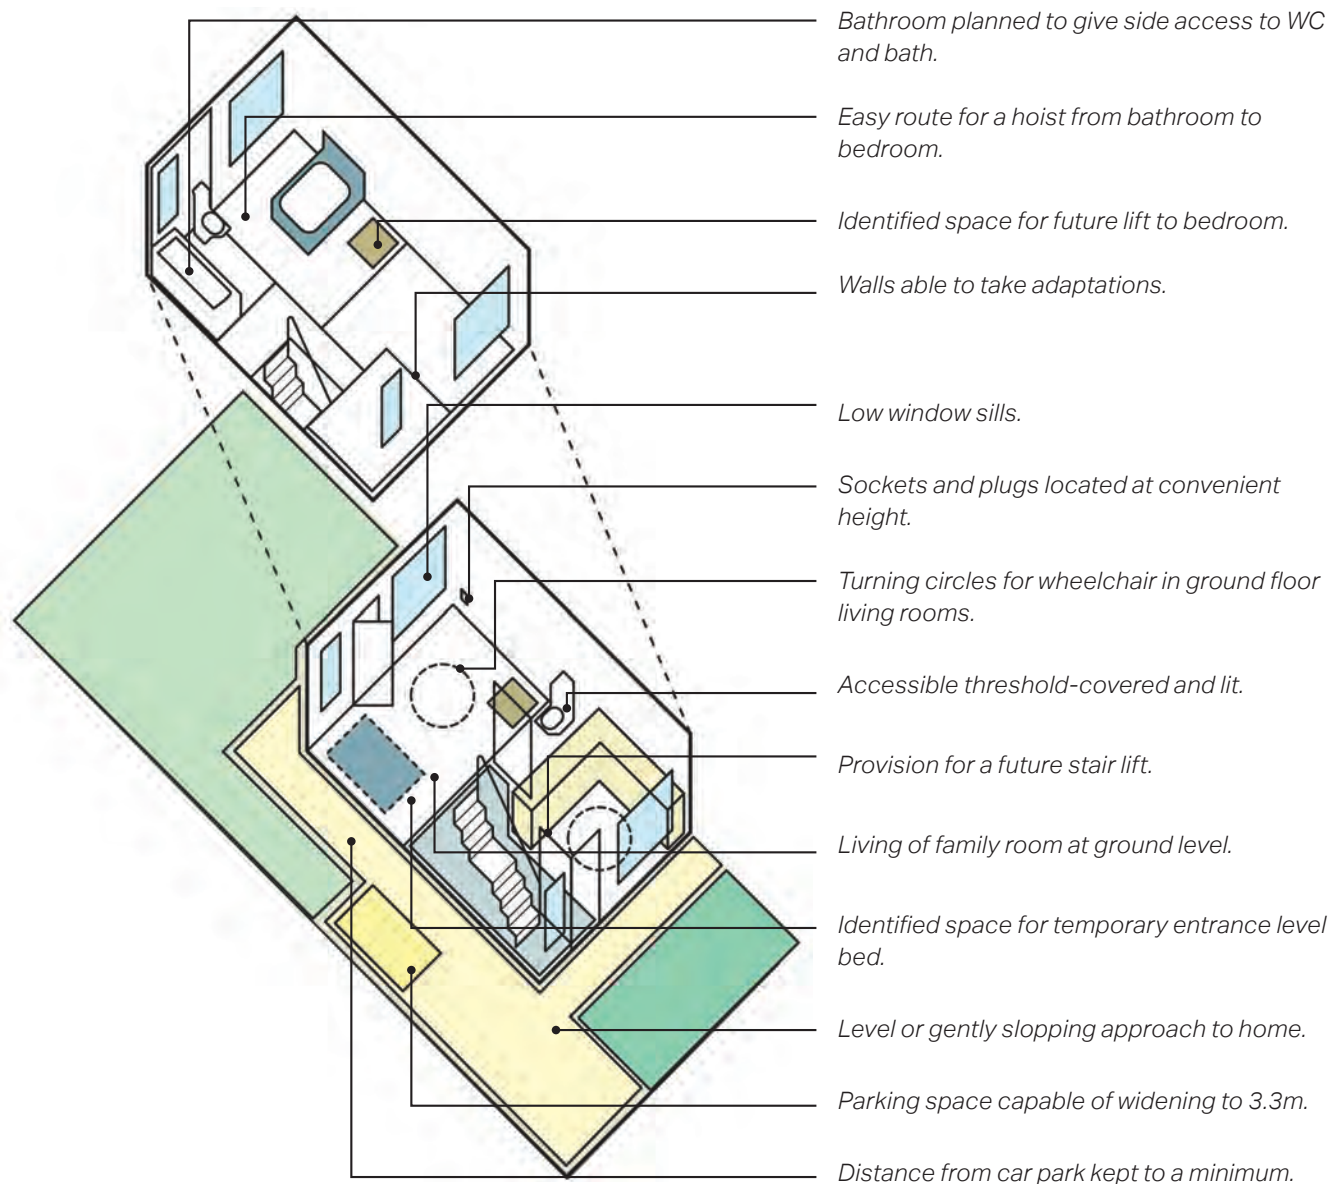 Bathroom planned to give side access to WC
and bath.
Easy route for a hoist from bathroom to
bedroom.
Identified space for future lift to bedroom.
Walls able to take adaptations.
Low window sills.
Sockets and plugs located at convenient
height.
Turning circles for wheelchair in ground floor
living rooms.
Accessible threshold-covered and lit.
Provision for a future stair lift.
Living of family room at ground level.
Identified space for temporary entrance level
bed.
Level or gently slopping approach to home.
Parking space capable of widening to 3.3m.
Distance from car park kept to a minimum.